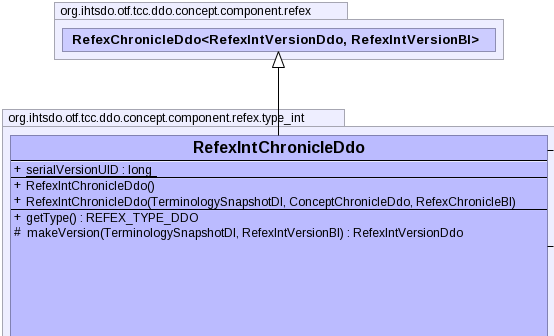 org.ihtsdo.otf.tcc.ddo.concept.component.refex
RefexChronicleDdo<RefexIntVersionDdo, RefexIntVersionBI>
org.ihtsdo.otf.tcc.ddo.concept.component.refex.type_int
RefexIntChronicleDdo
+ serialVersionUID : long
+ RefexIntChronicleDdo()
+ RefexIntChronicleDdo(TerminologySnapshotDI, ConceptChronicleDdo, RefexChronicleBI)
+ getType() : REFEX_TYPE_DDO
# makeVersion(TerminologySnapshotDI, RefexIntVersionBI) : RefexIntVersionDdo